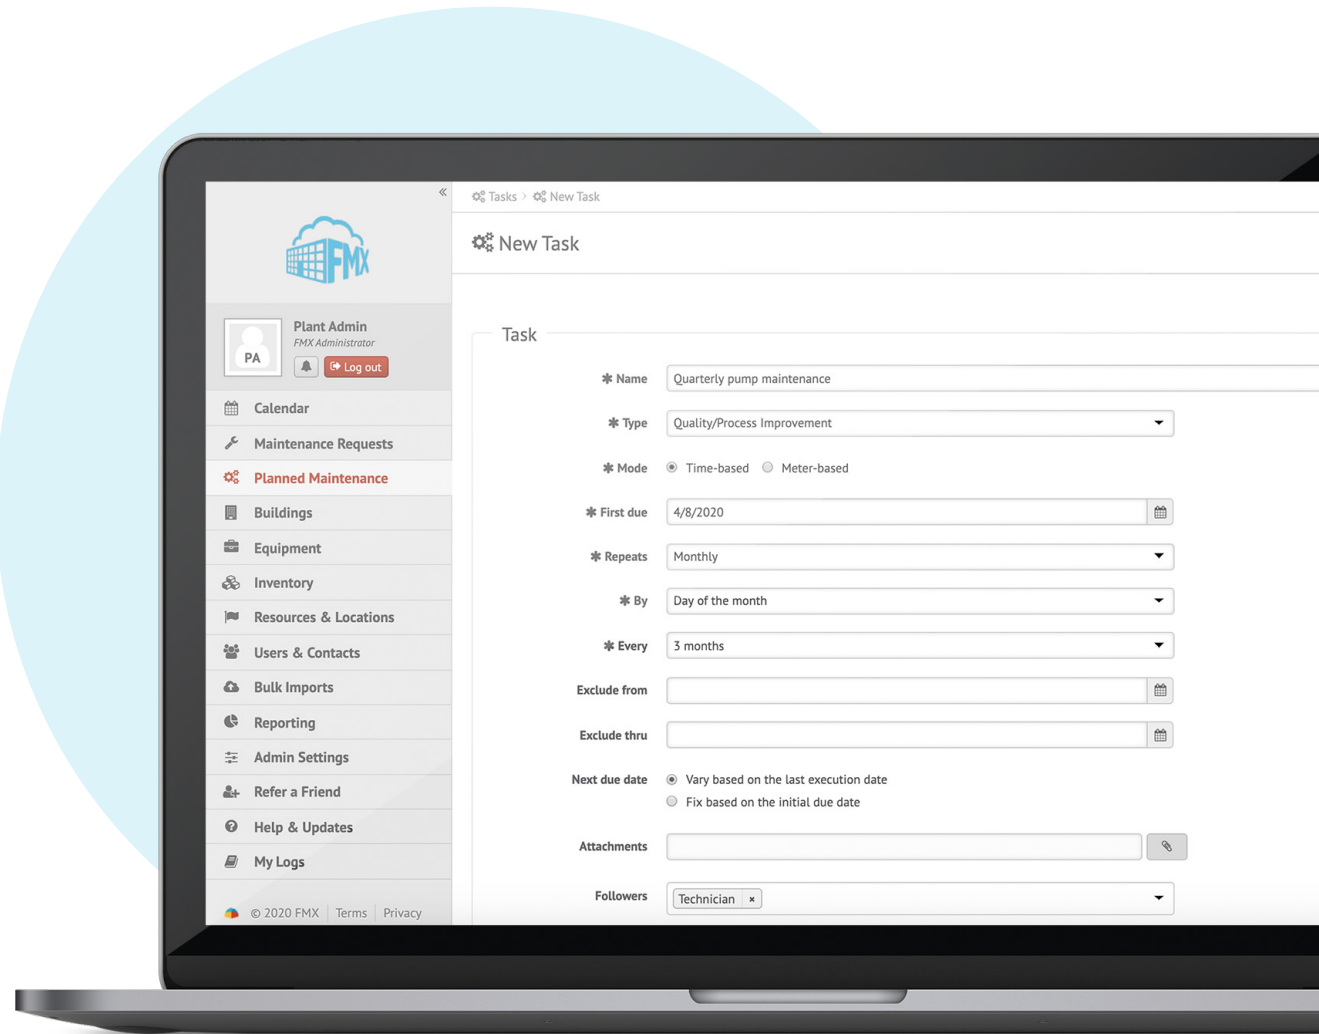 «
Tasks › New Task
FMX
New Task
Plant Admin
FMX Administrator
PA
Log out
Calendar
Maintenance Requests
Planned Maintenance
Buildings
Equipment
Inventory
Resources & Locations
Users & Contacts
Bulk Imports
Reporting
Admin Settings
Refer a Friend
Help & Updates
My Logs
© 2020 FMX | Terms | Privacy
Task
✱ Name Quarterly pump maintenance
✱ Type Quality/Process Improvement
✱ Mode Time-based Meter-based
✱ First due 4/8/2020
✱ Repeats Monthly
✱ By Day of the month
✱ Every 3 months
Exclude from
Exclude thru
Next due date Vary based on the last execution date
Fix based on the initial due date
Attachments
Followers Technician ×